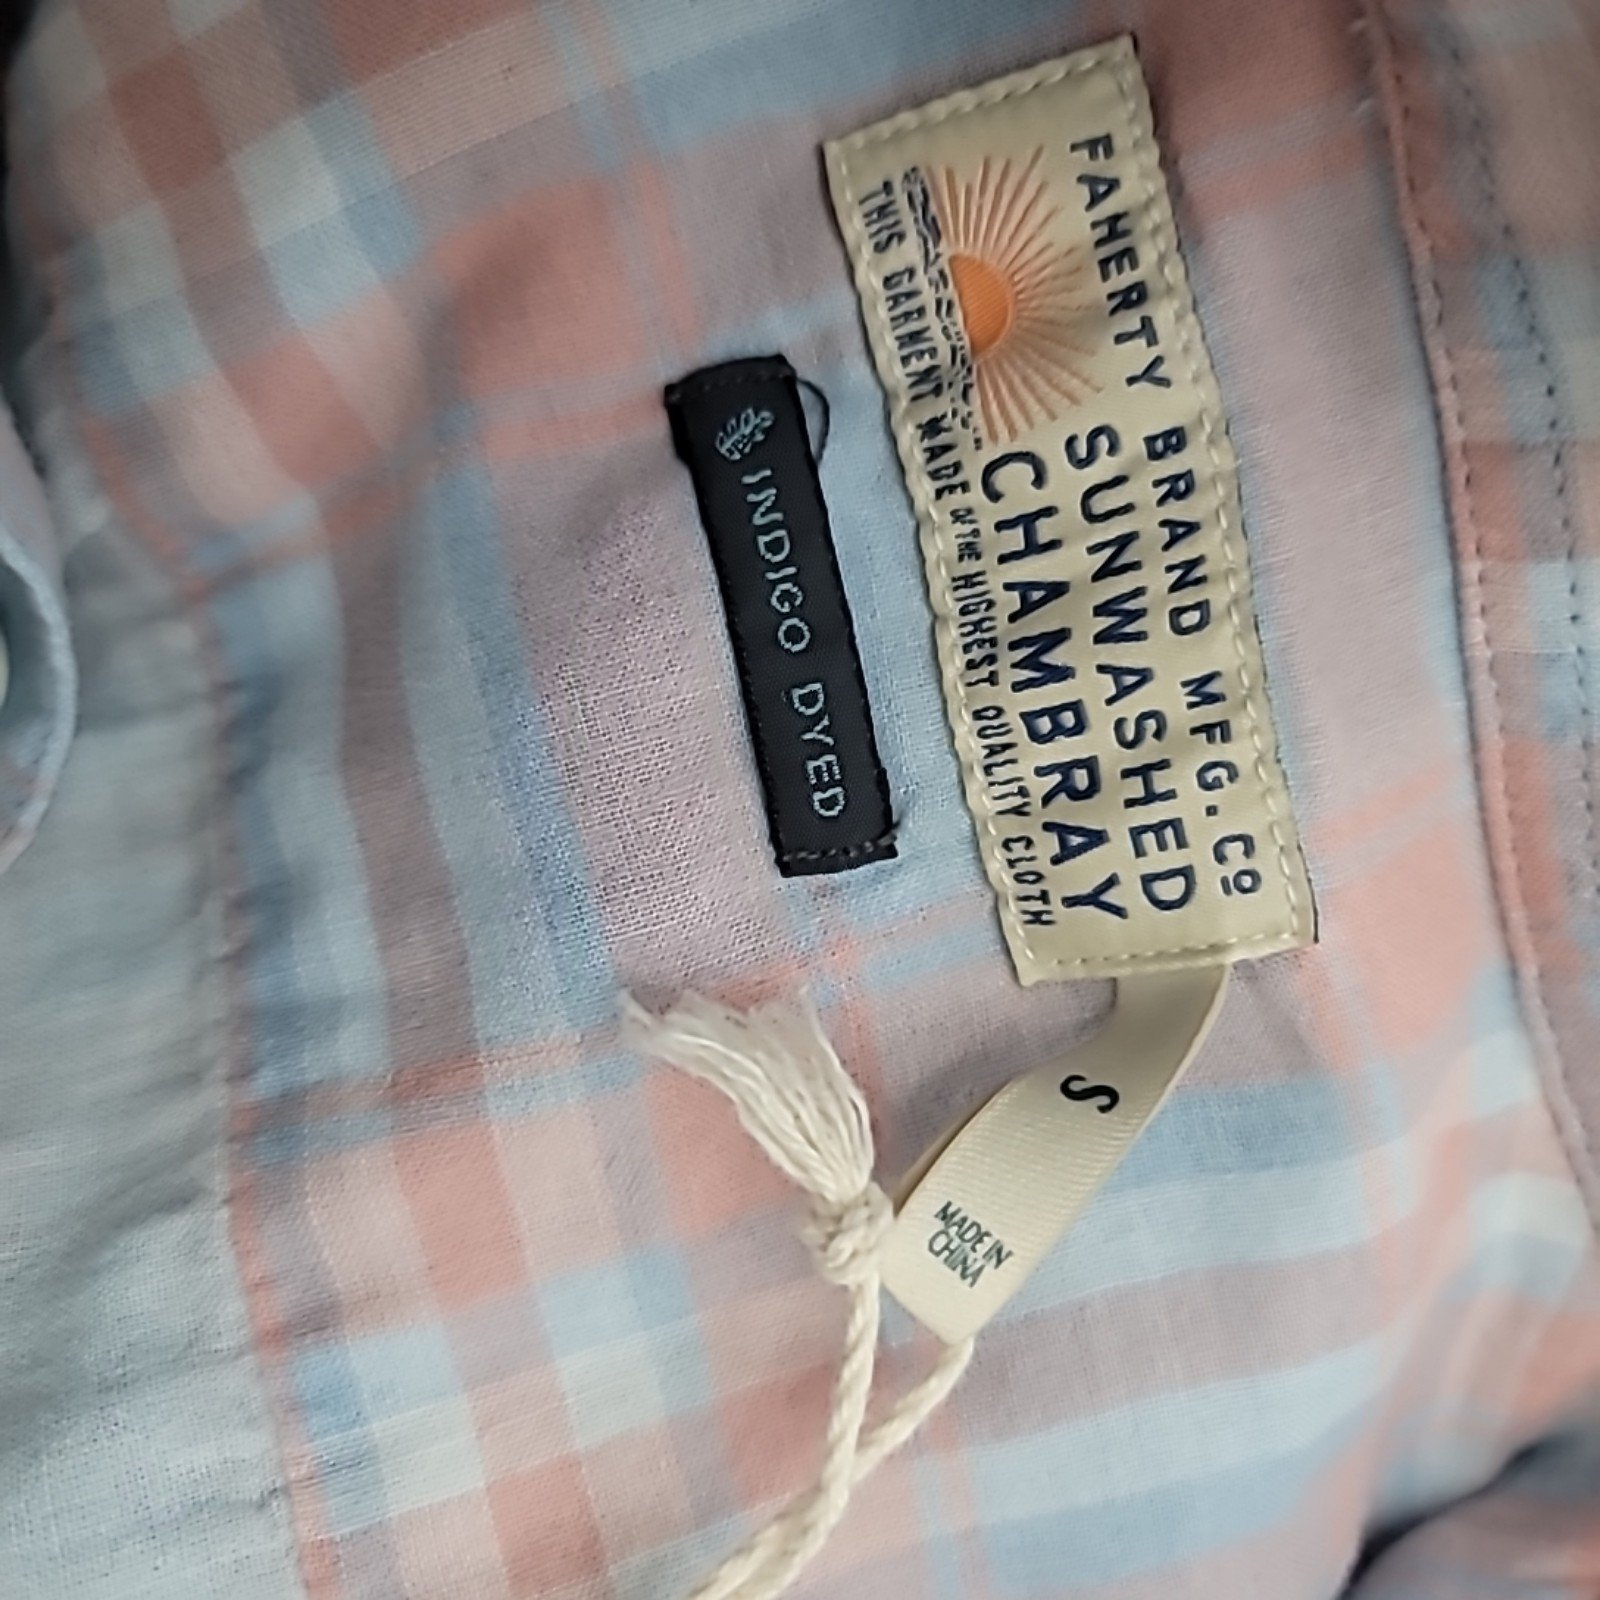 FAHERTY BRAND MFG. CO
SUNWASHED
CHAMBRAY
THIS GARMENT MADE OF THE HIGHEST QUALITY CLOTH
INDIGO DYED
S
MADE IN
CHINA